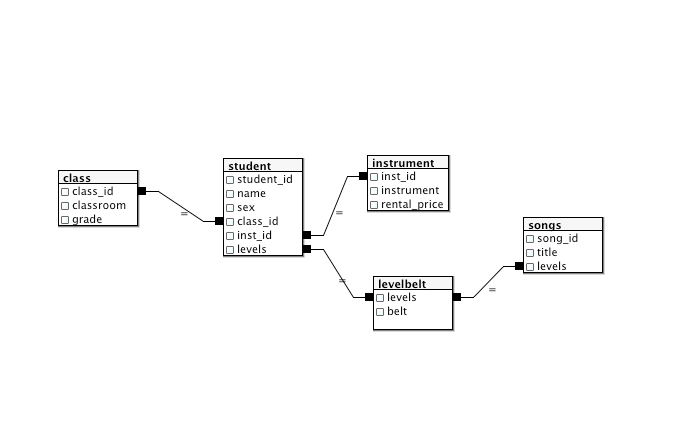 class
class_id
classroom
grade
student
student_id
name
sex
class_id
inst_id
levels
instrument
inst_id
instrument
rental_price
levelbelt
levels
belt
songs
song_id
title
levels
=
=
=
=